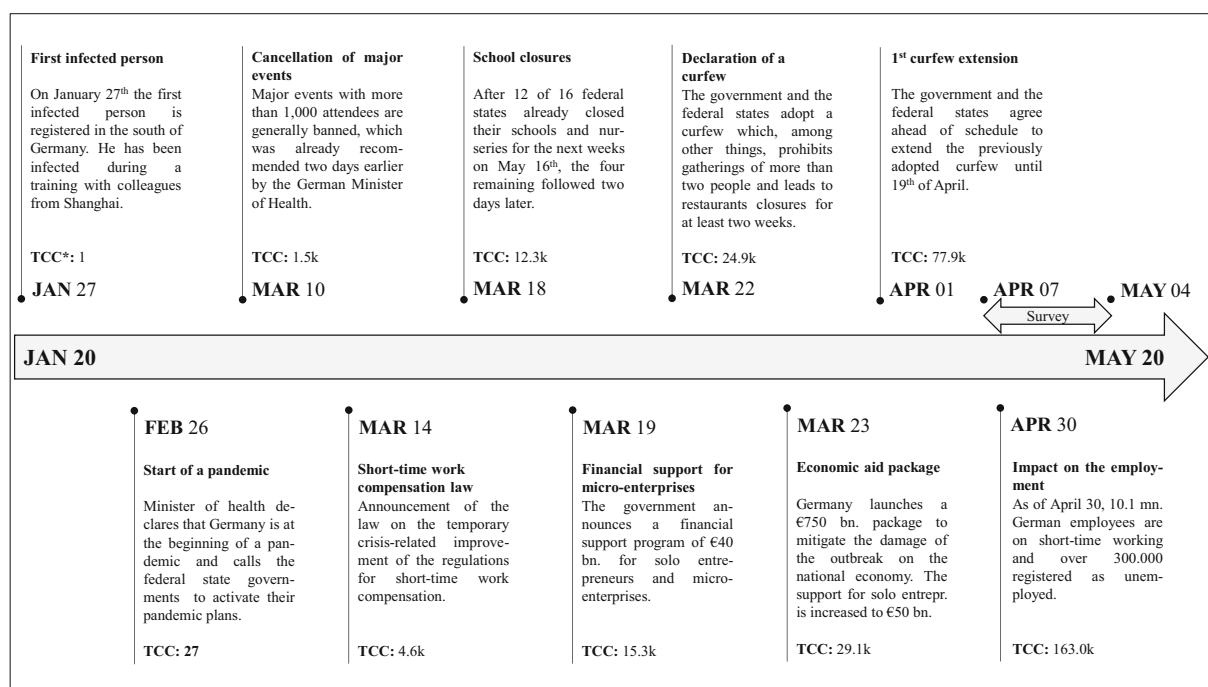 First infected person
On January 27th the first
infected person is
registered in the south of
Germany. He has been
infected during a
training with colleagues
from Shanghai.
TCC*: 1
JAN 27
Cancellation of major
events
Major events with more
than 1,000 attendees are
generally banned, which
was already recom-
mended two days earlier
by the German Minister
of Health.
TCC: 1.5k
MAR 10
School closures
After 12 of 16 federal
states already closed
their schools and nur-
series for the next weeks
on May 16th, the four
remaining followed two
days later.
TCC: 12.3k
MAR 18
Declaration of a
curfew
The government and the
federal states adopt a
curfew which, among
other things, prohibits
gatherings of more than
two people and leads to
restaurants closures for
at least two weeks.
TCC: 24.9k
MAR 22
1st curfew extension
The government and the
federal states agree
ahead of schedule to
extend the previously
adopted curfew until
19th of April.
TCC: 77.9k
APR 01
APR 07
MAY 04
Survey
JAN 20
MAY 20
FEB 26
Start of a pandemic
Minister of health de-
clares that Germany is at
the beginning of a pan-
demic and calls the
federal state govern-
ments to activate their
pandemic plans.
TCC: 27
MAR 14
Short-time work
compensation law
Announcement of the
law on the temporary
crisis-related improve-
ment of the regulations
for short-time work
compensation.
TCC: 4.6k
MAR 19
Financial support for
micro-enterprises
The government an-
nounces a financial
support program of €40
bn. for solo entre-
preneurs and micro-
enterprises.
TCC: 15.3k
MAR 23
Economic aid package
Germany launches a
€750 bn. package to
mitigate the damage of
the outbreak on the
national economy. The
support for solo entrepr.
is increased to €50 bn.
TCC: 29.1k
APR 30
Impact on the employ-
ment
As of April 30, 10.1 mn.
German employees are
on short-time working
and over 300.000
registered as unem-
ployed.
TCC: 163.0k